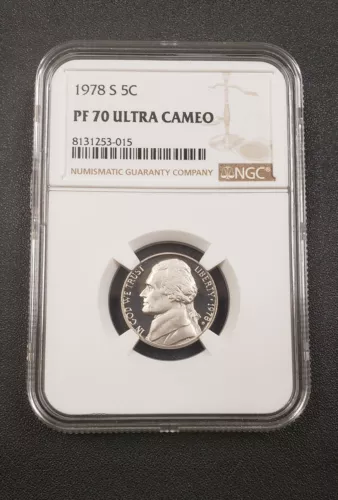 1978 S 5C
PF 70 ULTRA CAMEO
8131253-015
NUMISMATIC GUARANTY COMPANY
NGC
IN GOD WE TRUST
LIBERTY 1978